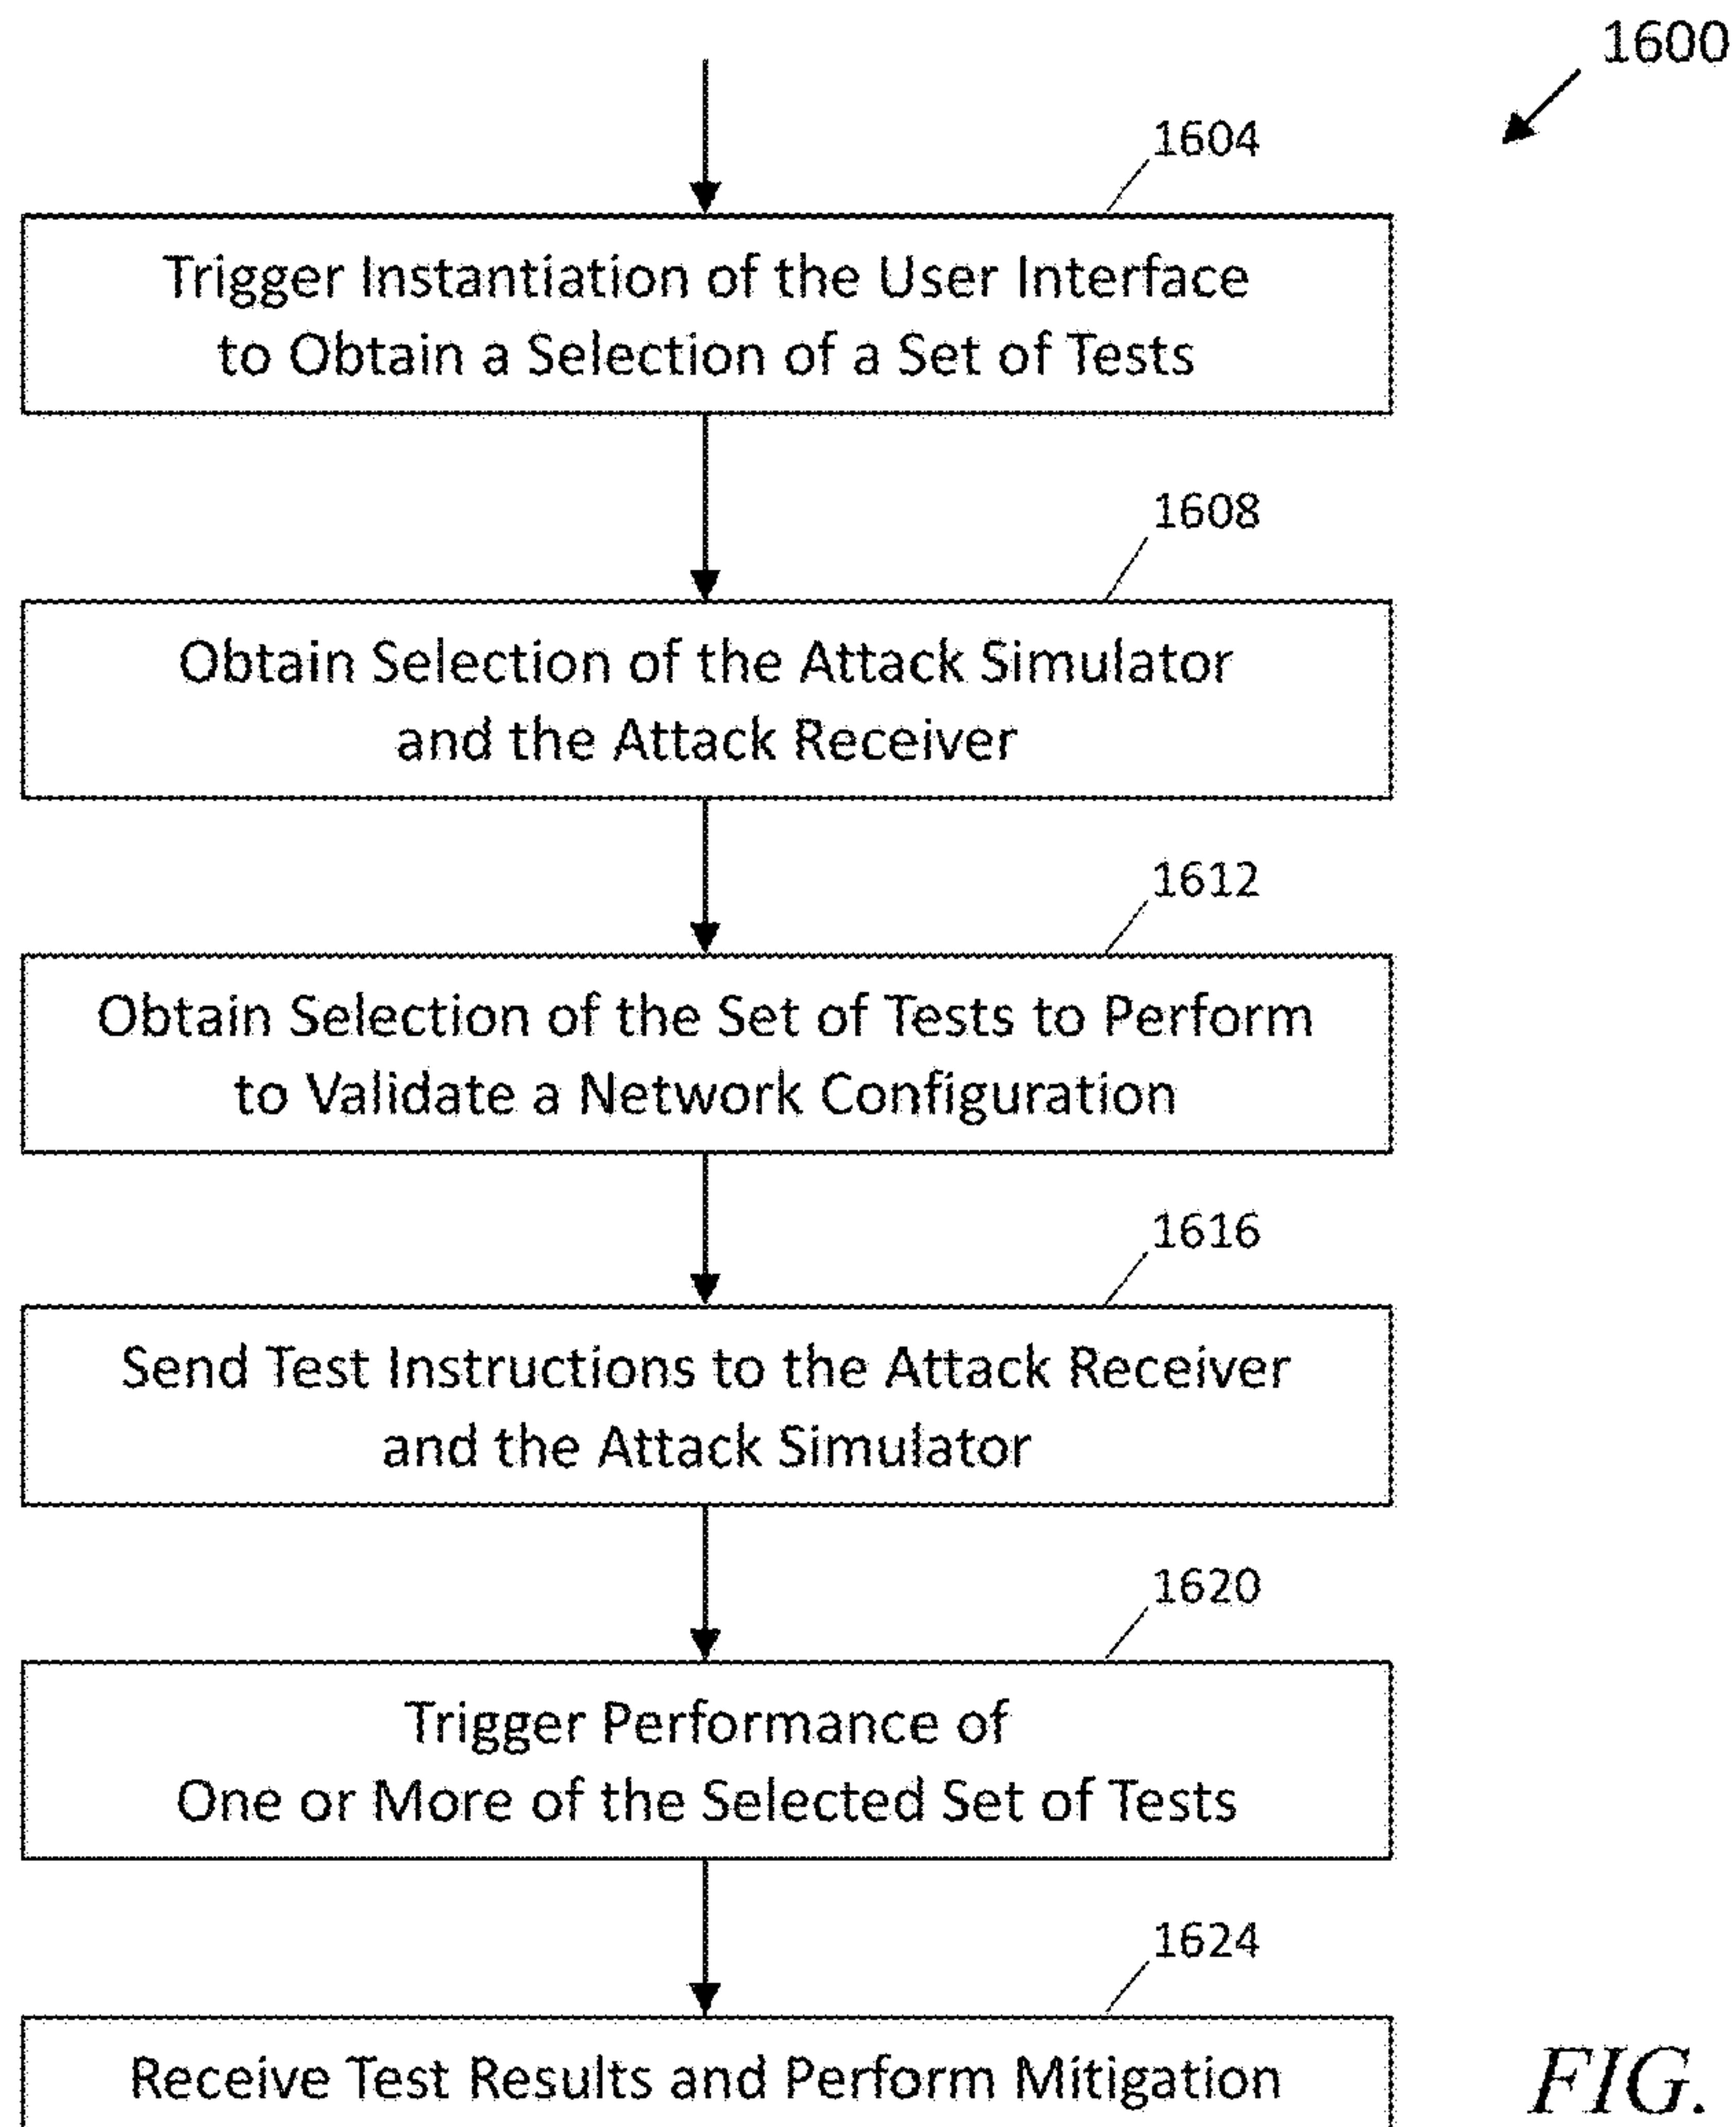 1600
1604
Trigger Instantiation of the User Interface
to Obtain a Selection of a Set of Tests
1608
Obtain Selection of the Attack Simulator
and the Attack Receiver
1612
Obtain Selection of the Set of Tests to Perform
to Validate a Network Configuration
1616
Send Test Instructions to the Attack Receiver
and the Attack Simulator
1620
Trigger Performance of
One or More of the Selected Set of Tests
1624
Receive Test Results and Perform Mitigation
FIG.